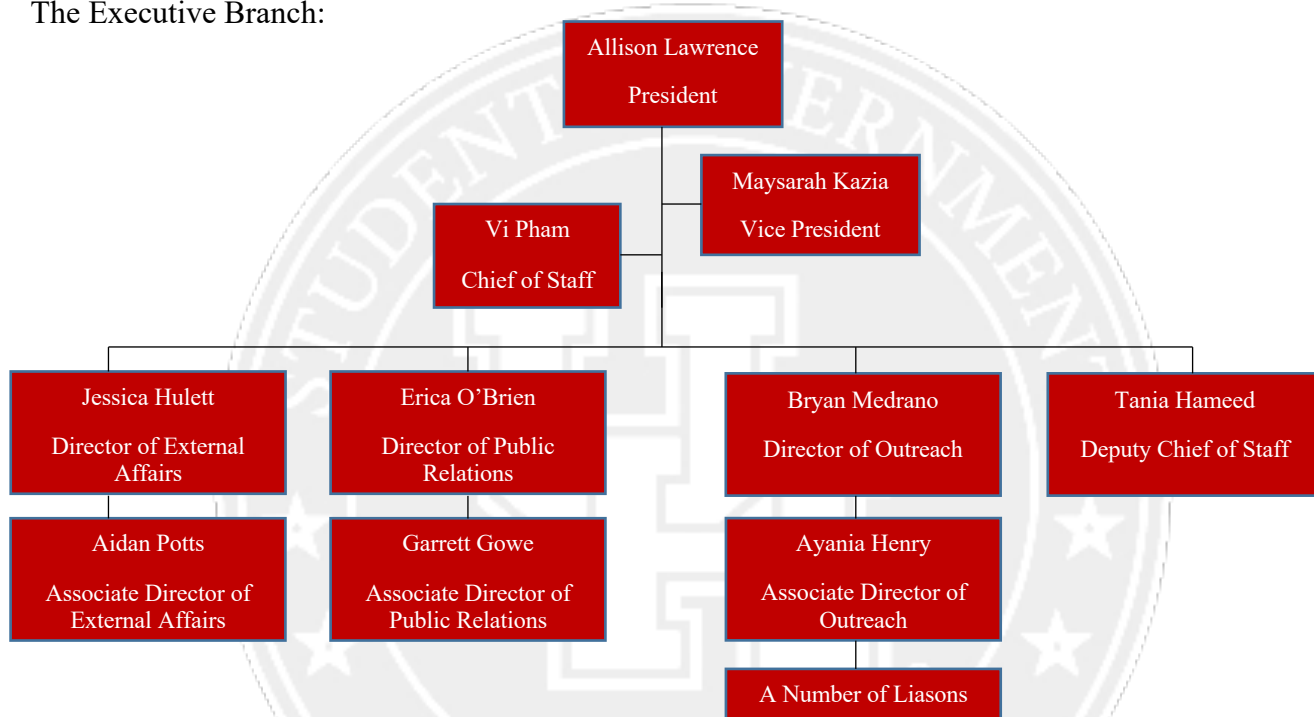 The Executive Branch:
Allison Lawrence
President
Maysarah Kazia
Vice President
Vi Pham
Chief of Staff
Jessica Hulett
Director of External
Affairs
Erica O’Brien
Director of Public
Relations
Bryan Medrano
Director of Outreach
Tania Hameed
Deputy Chief of Staff
Aidan Potts
Associate Director of
External Affairs
Garrett Gowe
Associate Director of
Public Relations
Ayania Henry
Associate Director of
Outreach
A Number of Liasons
STUDENT GOVERNMENT